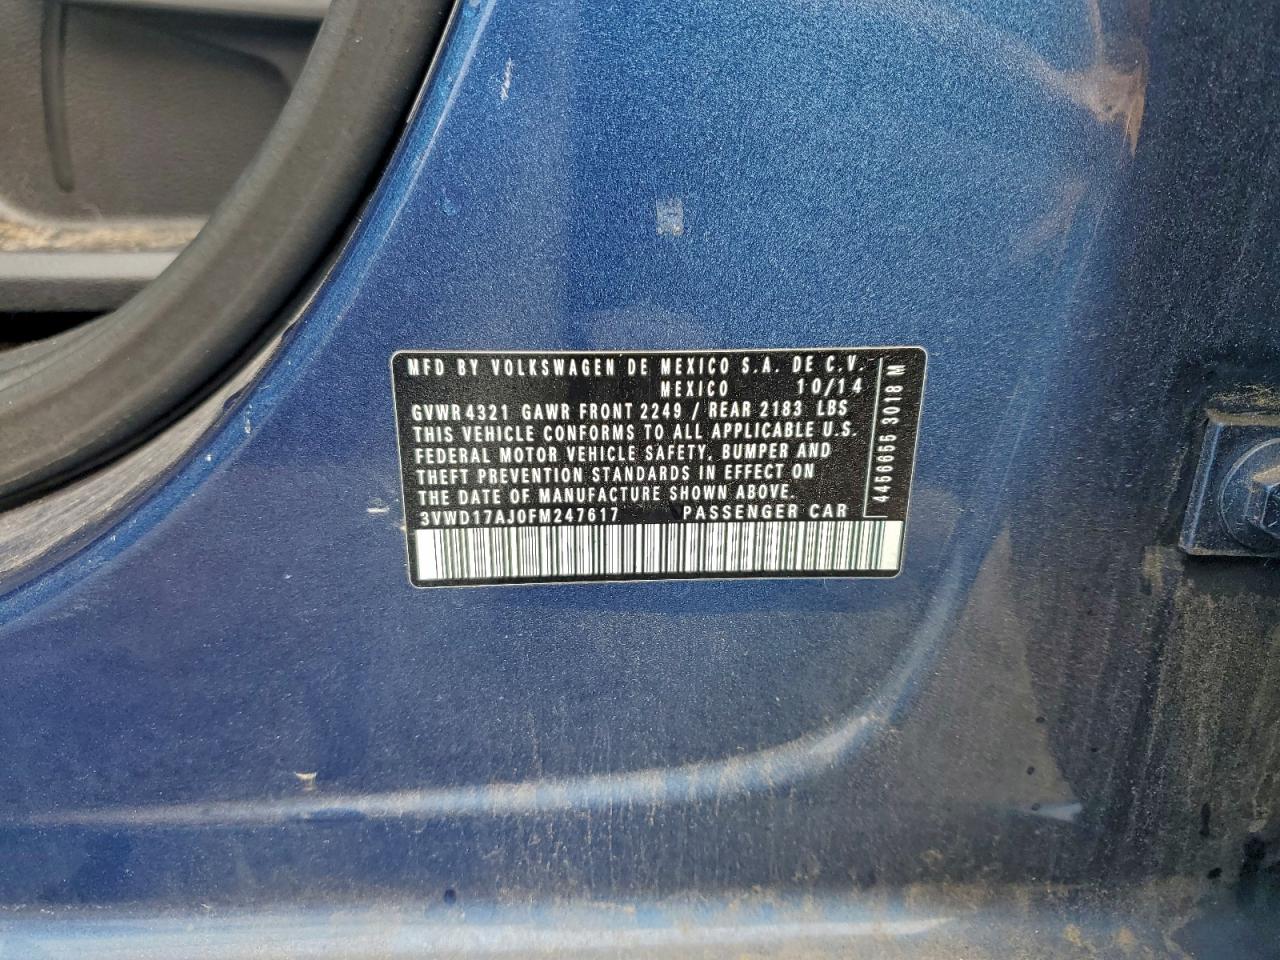 MFD BY VOLKSWAGEN DE MEXICO S.A. DE C.V.
MEXICO 10/14
GVWR 4321 GAWR FRONT 2249 / REAR 2183 LBS
THIS VEHICLE CONFORMS TO ALL APPLICABLE U.S.
FEDERAL MOTOR VEHICLE SAFETY, BUMPER AND
THEFT PREVENTION STANDARDS IN EFFECT ON
THE DATE OF MANUFACTURE SHOWN ABOVE.
3VWD17AJ0FM247617 PASSENGER CAR
4456666 3018 M